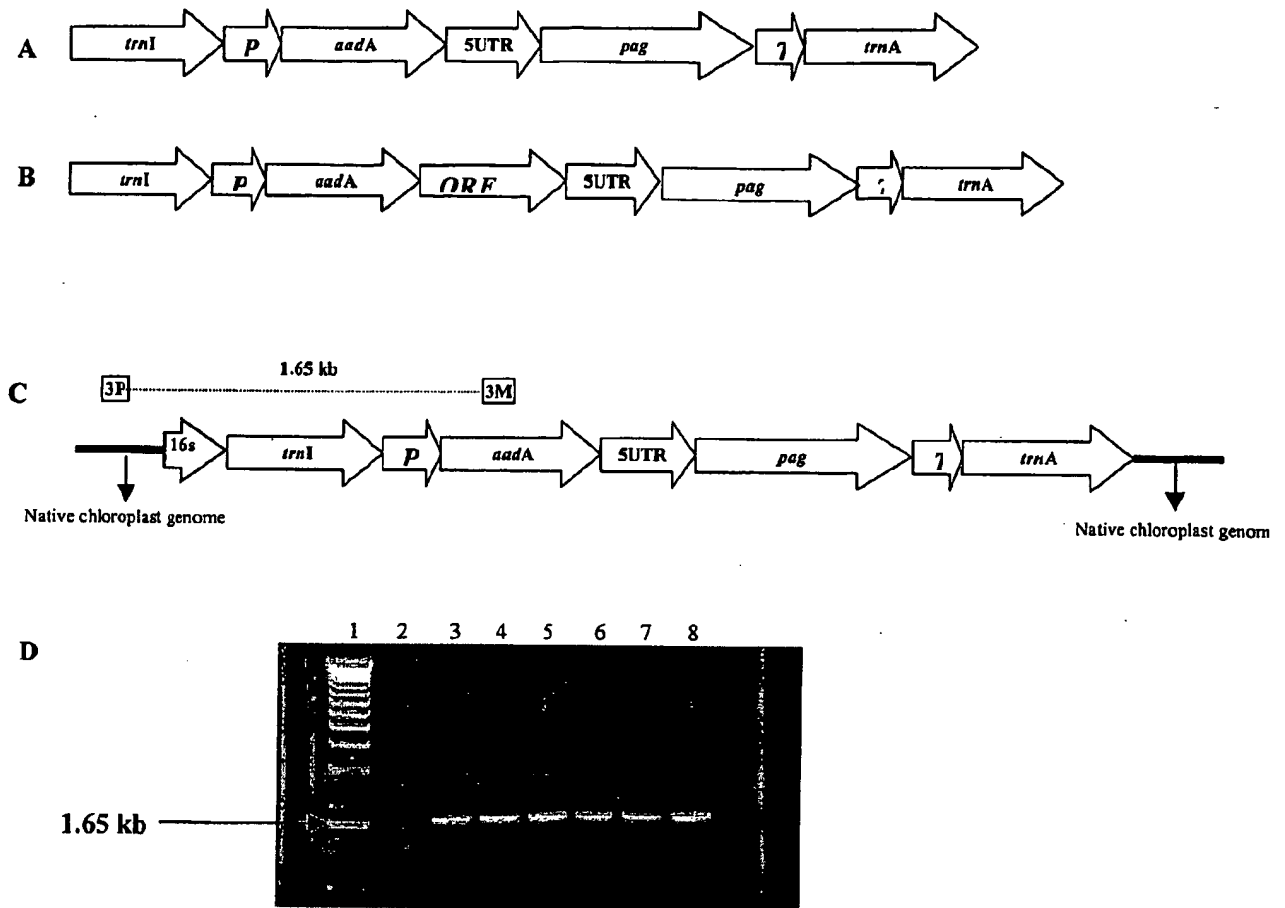 A trnI P aadA 5UTR pag trnA
B trnI P aadA ORF 5UTR pag trnA
1.65 kb
C 3P 3M
16s trnI P aadA 5UTR pag trnA
Native chloroplast genome
Native chloroplast genom
1 2 3 4 5 6 7 8
D
1.65 kb